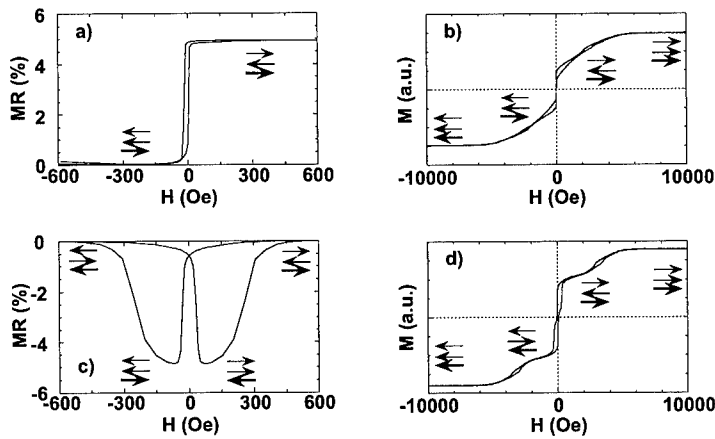 a)
6
4
2
0
MR (%)
-600 -300 0 300 600
H (Oe)
b)
M (a.u.)
-10000 0 10000
H (Oe)
c)
0
-2
-4
-6
MR (%)
-600 -300 0 300 600
H (Oe)
d)
M (a.u.)
-10000 0 10000
H (Oe)